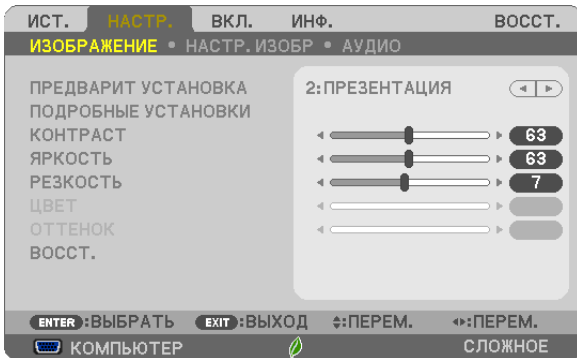 ИСТ. НАСТР. ВКЛ. ИНФ. ВОССТ.
ИЗОБРАЖЕНИЕ • НАСТР.ИЗОБР • АУДИО
ПРЕДВАРИТ УСТАНОВКА 2:ПРЕЗЕНТАЦИЯ
ПОДРОБНЫЕ УСТАНОВКИ
КОНТРАСТ 63
ЯРКОСТЬ 63
РЕЗКОСТЬ 7
ЦВЕТ
ОТТЕНОК
ВОССТ.
ENTER:ВЫБРАТЬ EXIT:ВЫХОД :ПЕРЕМ. :ПЕРЕМ.
КОМПЬЮТЕР СЛОЖНОЕ